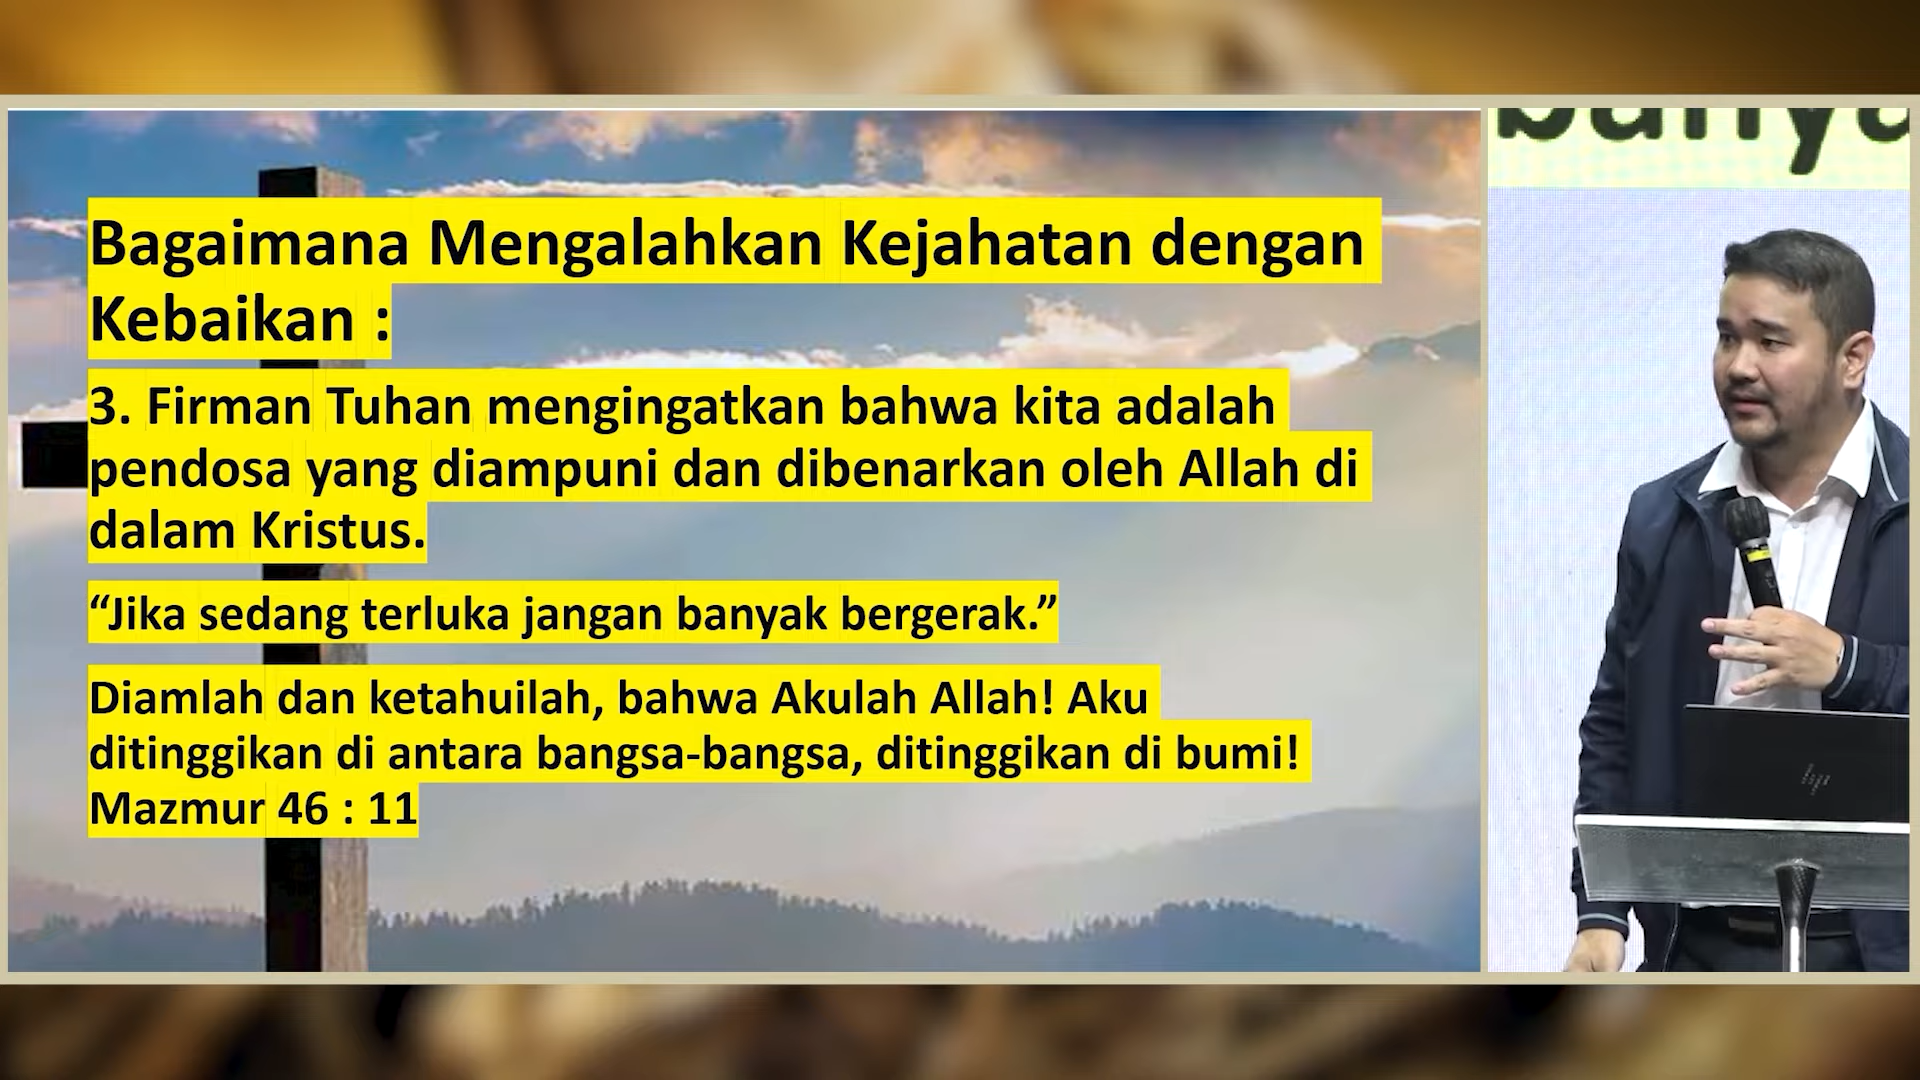 Bagaimana Mengalahkan Kejahatan dengan
Kebaikan :
3. Firman Tuhan mengingatkan bahwa kita adalah
pendosa yang diampuni dan dibenarkan oleh Allah di
dalam Kristus.
“Jika sedang terluka jangan banyak bergerak.”
Diamlah dan ketahuilah, bahwa Akulah Allah! Aku
ditinggikan di antara bangsa-bangsa, ditinggikan di bumi!
Mazmur 46 : 11
banya